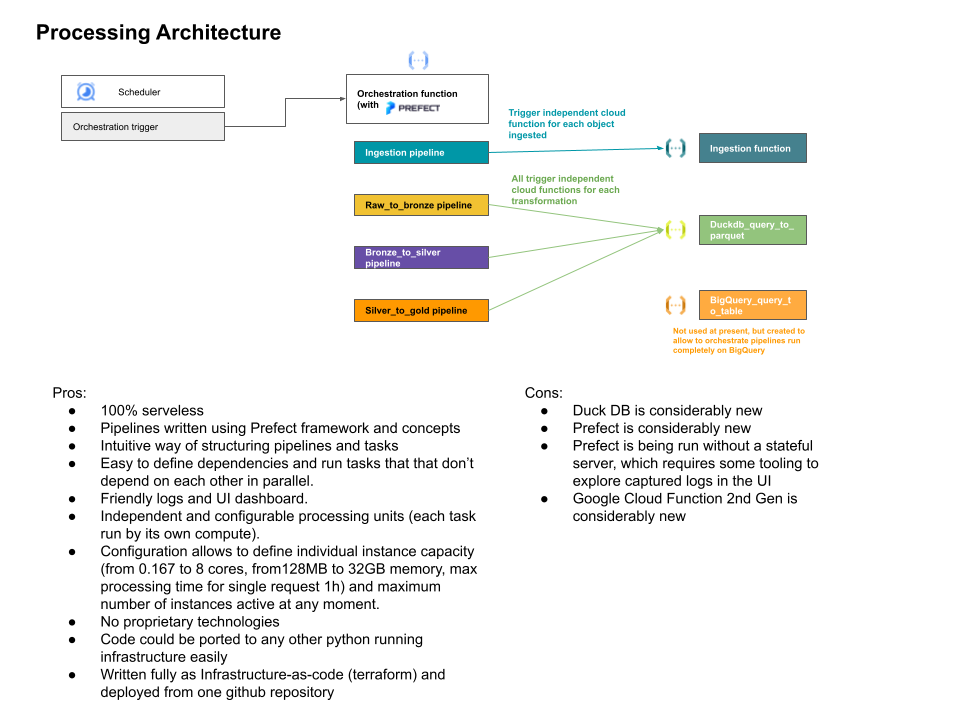 Processing Architecture
Scheduler
Orchestration trigger
Orchestration function
(with PREFECT
Ingestion pipeline
Raw_to_bronze pipeline
Bronze_to_silver
pipeline
Silver_to_gold pipeline
Trigger independent cloud
function for each object
ingested
All trigger independent
cloud functions for each
transformation
Ingestion function
Duckdb_query_to_
parquet
BigQuery_query_t
o_table
Not used at present, but created to
allow to orchestrate pipelines run
completely on BigQuery
Pros:
● 100% serveless
● Pipelines written using Prefect framework and concepts
● Intuitive way of structuring pipelines and tasks
● Easy to define dependencies and run tasks that that don’t
depend on each other in parallel.
● Friendly logs and UI dashboard.
● Independent and configurable processing units (each task
run by its own compute).
● Configuration allows to define individual instance capacity
(from 0.167 to 8 cores, from128MB to 32GB memory, max
processing time for single request 1h) and maximum
number of instances active at any moment.
● No proprietary technologies
● Code could be ported to any other python running
infrastructure easily
● Written fully as Infrastructure-as-code (terraform) and
deployed from one github repository
Cons:
● Duck DB is considerably new
● Prefect is considerably new
● Prefect is being run without a stateful
server, which requires some tooling to
explore captured logs in the UI
● Google Cloud Function 2nd Gen is
considerably new